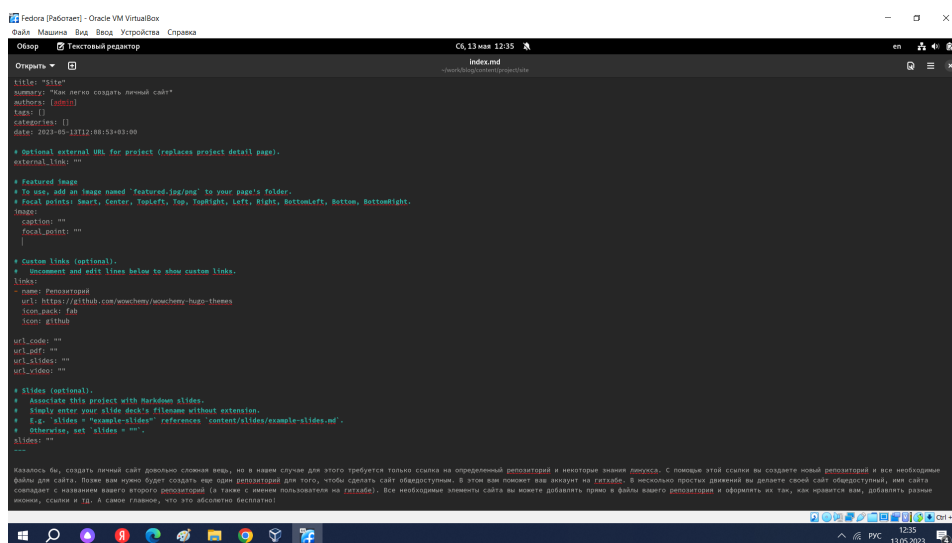 Fedora [Работает] - Oracle VM VirtualBox
Файл Машина Вид Ввод Устройства Справка
Обзор Текстовый редактор Сб, 13 мая 12:35 en
Открыть index.md
~/work/blog/content/project/site
title: "Site"
summary: "Как легко создать личный сайт"
authors: [admin]
tags: []
categories: []
date: 2023-05-13T12:08:53+03:00
# Optional external URL for project (replaces project detail page).
external_link: ""
# Featured image
# To use, add an image named `featured.jpg/png` to your page's folder.
# Focal points: Smart, Center, TopLeft, Top, TopRight, Left, Right, BottomLeft, Bottom, BottomRight.
image:
caption: ""
focal_point: ""
# Custom links (optional).
# Uncomment and edit lines below to show custom links.
links:
- name: Репозиторий
url: https://github.com/wowchemy/wowchemy-hugo-themes
icon_pack: fab
icon: github
url_code: ""
url_pdf: ""
url_slides: ""
url_video: ""
# Slides (optional).
# Associate this project with Markdown slides.
# Simply enter your slide deck's filename without extension.
# E.g. `slides = "example-slides"` references `content/slides/example-slides.md`.
# Otherwise, set `slides = ""`.
slides: ""
---
Казалось бы, создать личный сайт довольно сложная вещь, но в нашем случае для этого требуется только ссылка на определенный репозиторий и некоторые знания линукса. С помощью этой ссылки вы создаете новый репозиторий и все необходимые
файлы для сайта. Позже вам нужно будет создать еще один репозиторий для того, чтобы сделать сайт общедоступным. В этом вам поможет ваш аккаунт на гитхабе. В несколько простых движений вы делаете свой сайт общедоступный, имя сайта
совпадает с названием вашего второго репозиторий (а также с именем пользователя на гитхабе). Все необходимые элементы сайта вы можете добавлять прямо в файлы вашего репозитория и оформлять их так, как нравится вам, добавлять разные
иконки, ссылки и тд. А самое главное, что это абсолютно бесплатно!
Ctrl +
РУС 12:35
13.05.2023